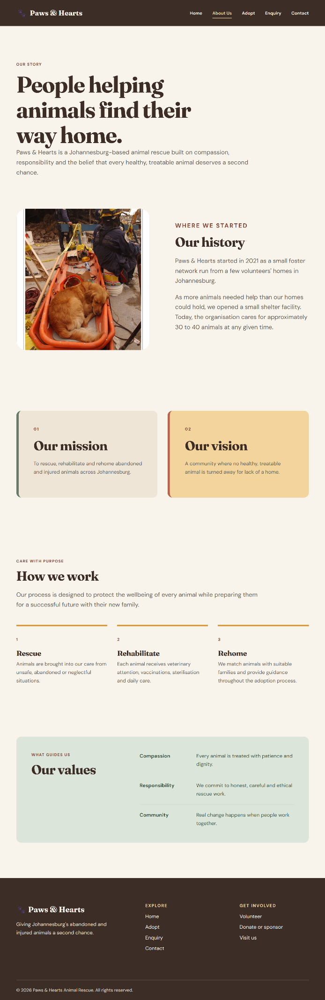 Paws & Hearts
Home
About Us
Adopt
Enquiry
Contact
OUR STORY
People helping
animals find their
way home.
Paws & Hearts is a Johannesburg-based animal rescue built on compassion,
responsibility and the belief that every healthy, treatable animal deserves a second
chance.
WHERE WE STARTED
Our history
Paws & Hearts started in 2021 as a small foster
network run from a few volunteers' homes in
Johannesburg.
As more animals needed help than our homes
could hold, we opened a small shelter facility.
Today, the organisation cares for approximately
30 to 40 animals at any given time.
01
Our mission
To rescue, rehabilitate and rehome abandoned
and injured animals across Johannesburg.
02
Our vision
A community where no healthy, treatable
animal is turned away for lack of a home.
CARE WITH PURPOSE
How we work
Our process is designed to protect the wellbeing of every animal while preparing them
for a successful future with their new family.
1
Rescue
Animals are brought into our care from
unsafe, abandoned or neglectful
situations.
2
Rehabilitate
Each animal receives veterinary
attention, vaccinations, sterilisation
and daily care.
3
Rehome
We match animals with suitable
families and provide guidance
throughout the adoption process.
WHAT GUIDES US
Our values
Compassion
Every animal is treated with patience and
dignity.
Responsibility
We commit to honest, careful and ethical
rescue work.
Community
Real change happens when people work
together.
Paws & Hearts
Giving Johannesburg's abandoned and
injured animals a second chance.
EXPLORE
Home
Adopt
Enquiry
Contact
GET INVOLVED
Volunteer
Donate or sponsor
Visit us
© 2026 Paws & Hearts Animal Rescue. All rights reserved.